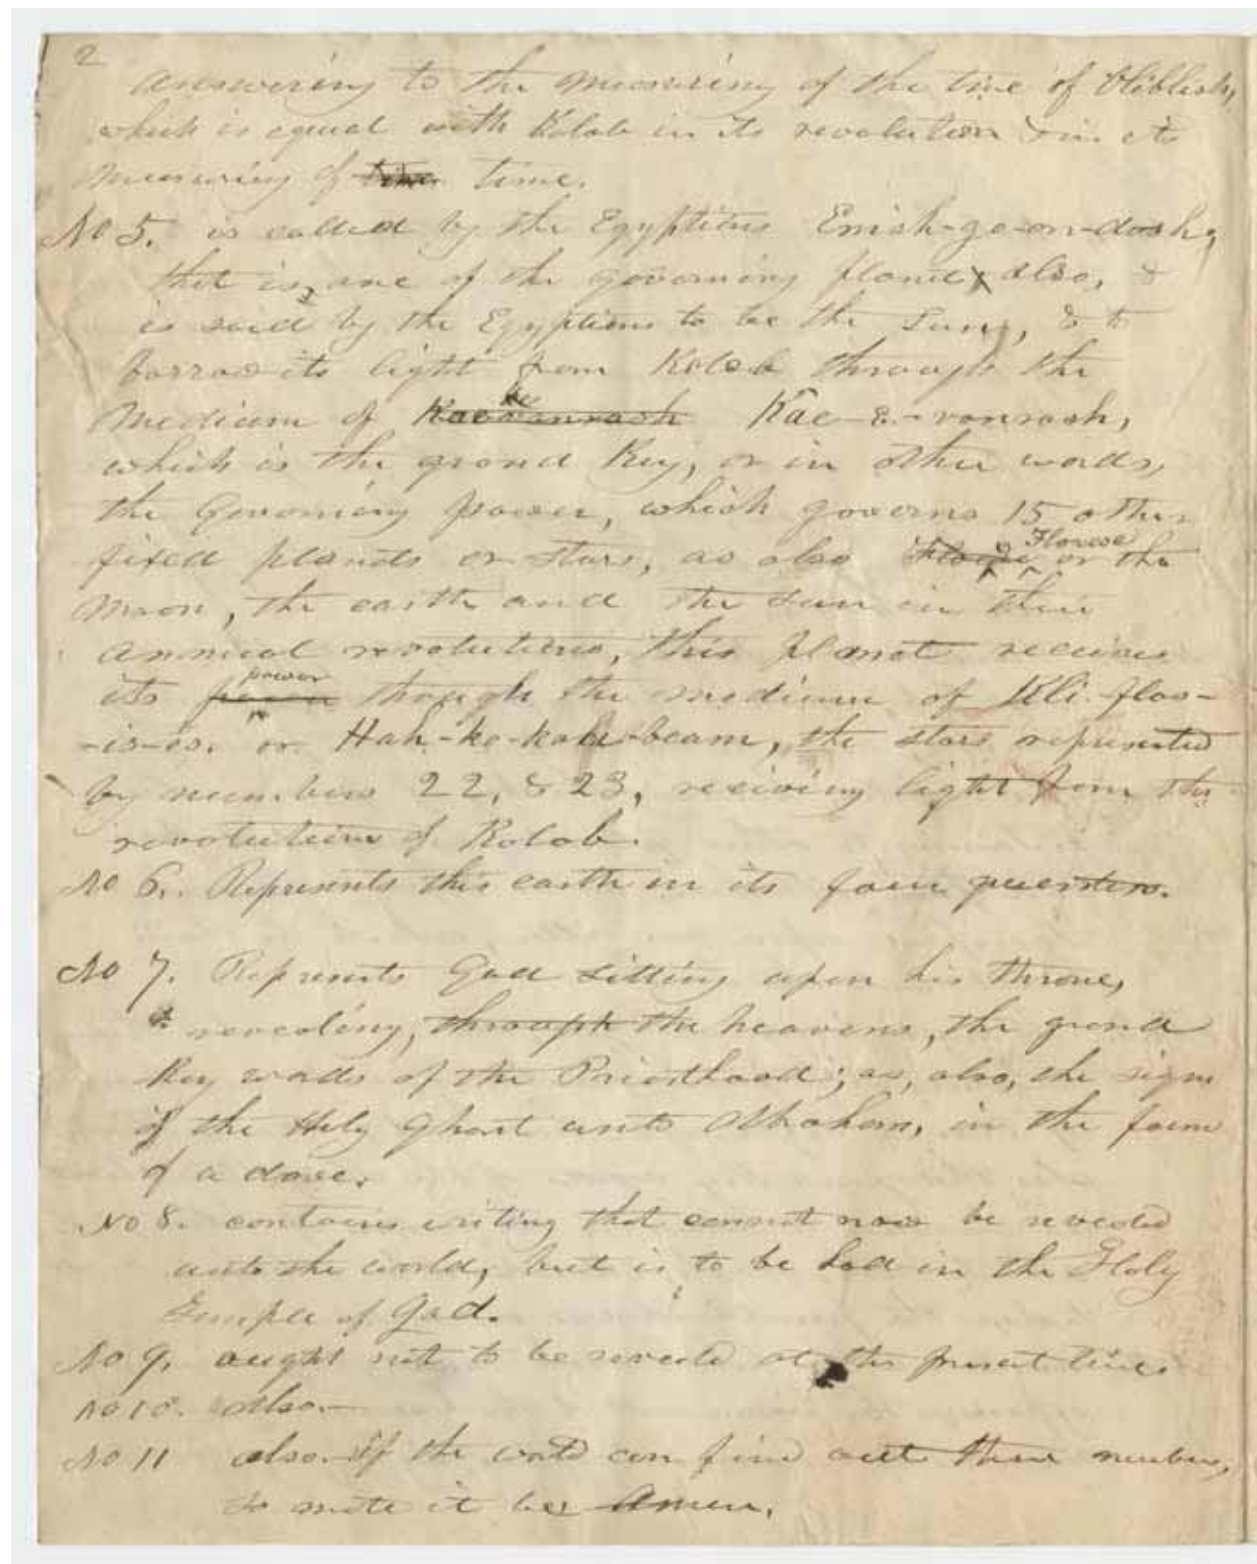 2
answering to the measuring of the time of Oliblish,
which is equal with Kolob in its revolution & in its
measuring of time time.
No 5. is called by the Egyptians Enish-go-on-dosh,
that is, one of the governing planets also, &
is said by the Egyptians to be the Sun, & to
borrow its light from Kolob through the
medium of Kae-e-vanrash,
which is the grand Key, or in other words,
the Governing power, which governs 15 other
fixed planets or stars, as also Floeese or the
Moon, the earth and the sun in their
annual revolutions, this planet receives
its power through the medium of Kli-flos-
-is-es. or Hah-ko-kau-beam, the stars represented
by numbers 22, & 23, receiving light from the
revolutions of Kolob.
No 6. Represents this earth in its four quarters.
No 7. Represents God sitting upon his throne,
revealing, through the heavens, the grand
Key words of the Priesthood; as, also, the sign
of the Holy Ghost unto Abraham, in the form
of a dove.
No 8. contains writing that cannot now be revealed
unto the world, but is to be had in the Holy
Temple of God.
No 9. ought not to be reveled at the present time
No 10. also.—
No 11 also. If the world can find out these numbers,
so mote it be, Amen.